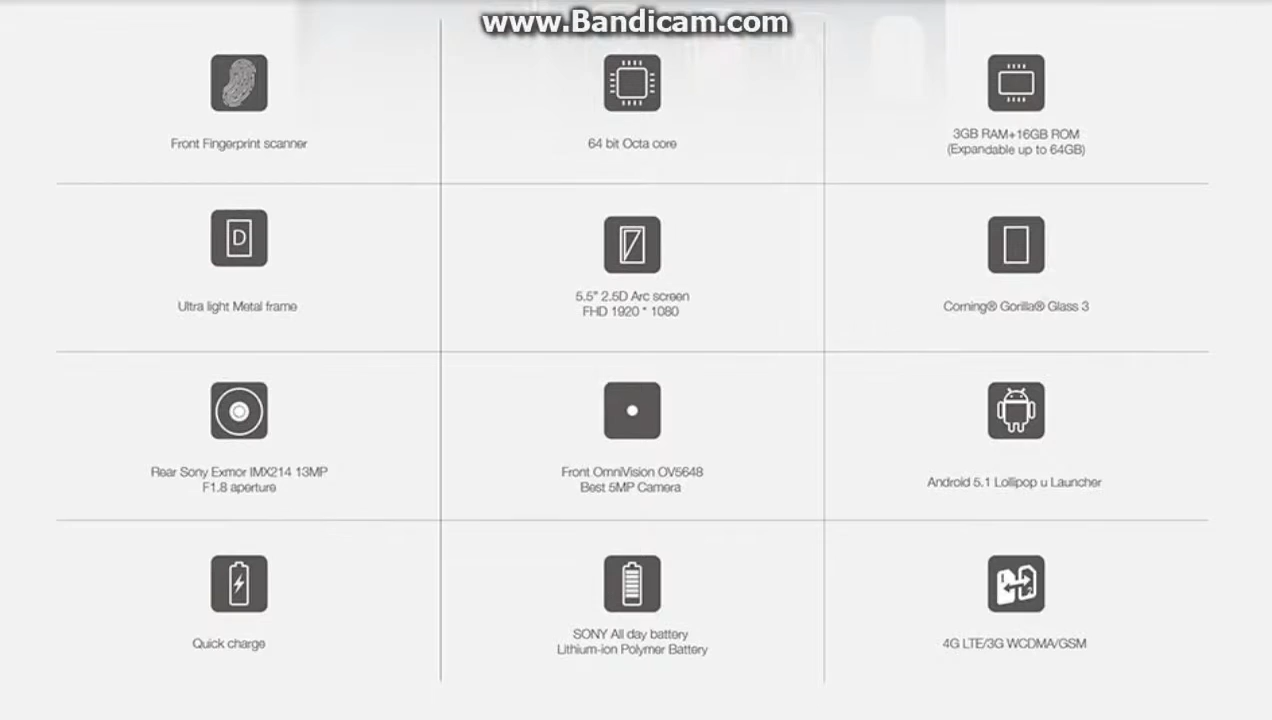 www.Bandicam.com
Front Fingerprint scanner
64 bit Octa core
3GB RAM+16GB ROM
(Expandable up to 64GB)
D
Ultra light Metal frame
5.5" 2.5D Arc screen
FHD 1920 * 1080
Corning® Gorilla® Glass 3
Rear Sony Exmor IMX214 13MP
F1.8 aperture
Front OmniVision OV5648
Best 5MP Camera
Android 5.1 Lollipop u Launcher
Quick charge
SONY All day battery
Lithium-ion Polymer Battery
1
2
4G LTE/3G WCDMA/GSM